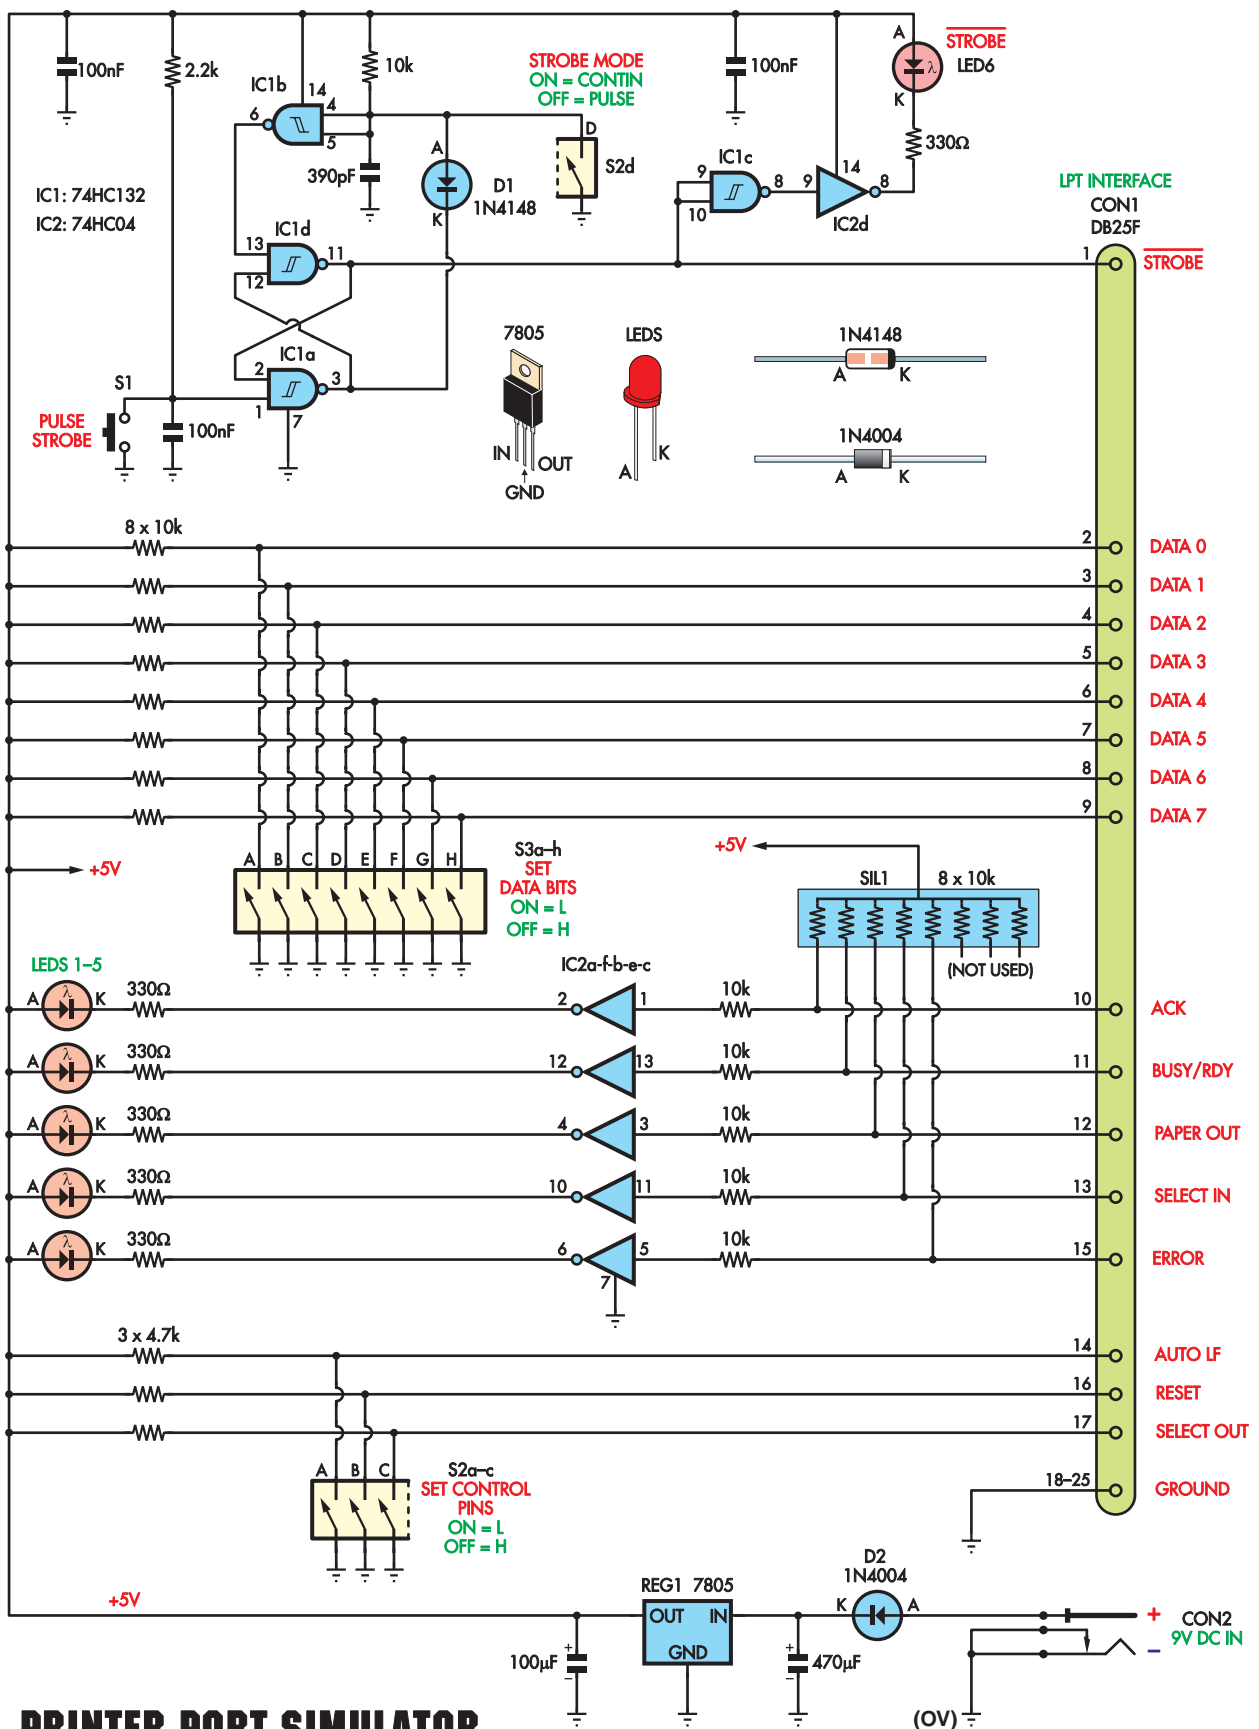 100nF
2.2k
IC1b
14
4
6
5
10k
390pF
STROBE MODE
ON = CONTIN
OFF = PULSE
D
S2d
100nF
A
STROBE
LED6
λ
K
330Ω
IC1: 74HC132
IC2: 74HC04
A
D1
1N4148
K
IC1c
9
10
8
9
14
8
IC2d
LPT INTERFACE
CON1
DB25F
IC1d
13
11
12
1
STROBE
IC1a
2
3
1
7
S1
PULSE
STROBE
100nF
7805
IN
OUT
GND
LEDS
A
K
1N4148
A
K
1N4004
A
K
8 x 10k
2
DATA 0
3
DATA 1
4
DATA 2
5
DATA 3
6
DATA 4
7
DATA 5
8
DATA 6
9
DATA 7
+5V
A B C D E F G H
S3a–h
SET
DATA BITS
ON = L
OFF = H
+5V
SIL1
8 x 10k
(NOT USED)
LEDS 1–5
IC2a-f-b-e-c
A
λ
K
330Ω
2
1
10k
10
ACK
A
λ
K
330Ω
12
13
10k
11
BUSY/RDY
A
λ
K
330Ω
4
3
10k
12
PAPER OUT
A
λ
K
330Ω
10
11
10k
13
SELECT IN
A
λ
K
330Ω
6
5
7
10k
15
ERROR
3 x 4.7k
14
AUTO LF
16
RESET
17
SELECT OUT
A B C
S2a–c
SET CONTROL
PINS
ON = L
OFF = H
18–25
GROUND
+5V
REG1 7805
OUT IN
GND
D2
1N4004
K
A
100µF
+
–
470µF
+
–
+
–
CON2
9V DC IN
(0V)
PRINTER PORT SIMULATOR